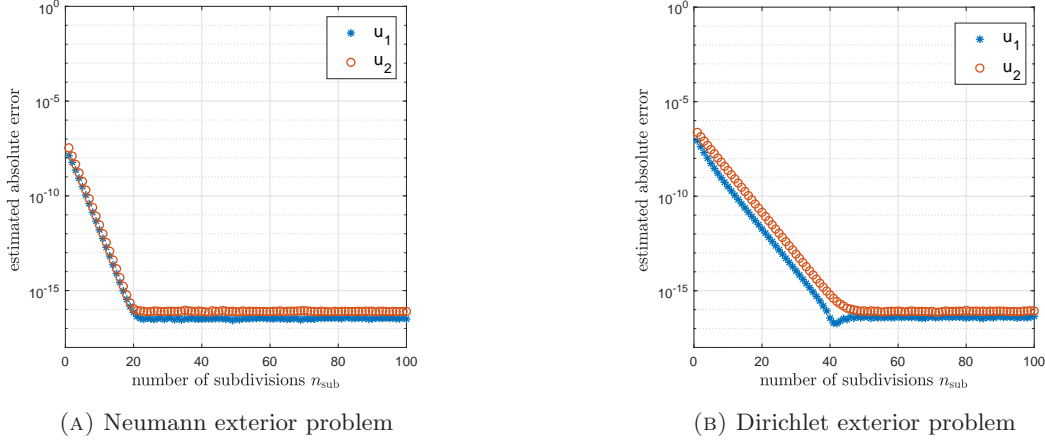 10^0
10^-5
10^-10
10^-15
estimated absolute error
u_1
u_2
0 20 40 60 80 100
number of subdivisions n_sub
(A) Neumann exterior problem
10^0
10^-5
10^-10
10^-15
estimated absolute error
u_1
u_2
0 20 40 60 80 100
number of subdivisions n_sub
(B) Dirichlet exterior problem